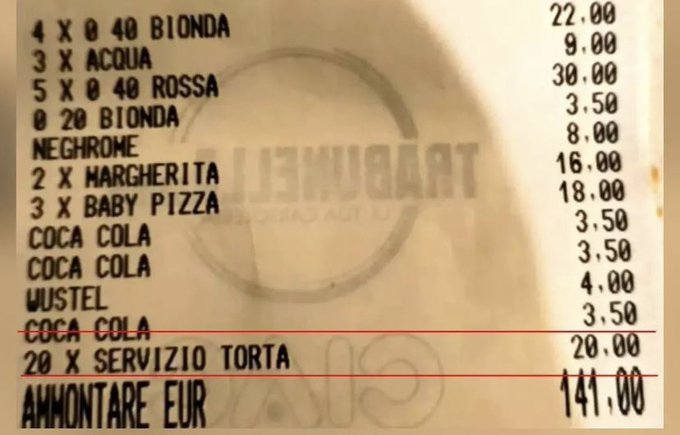 4 X 0 40 BIONDA 22.00
3 X ACQUA 9.00
5 X 0 40 ROSSA 30.00
0 20 BIONDA 3.50
NEGHROME 8.00
2 X MARGHERITA 16.00
3 X BABY PIZZA 18.00
COCA COLA 3.50
COCA COLA 3.50
WUSTEL 4.00
COCA COLA 3.50
20 X SERVIZIO TORTA 20.00
AMMONTARE EUR 141.00
TRABUNELLA
CIAO